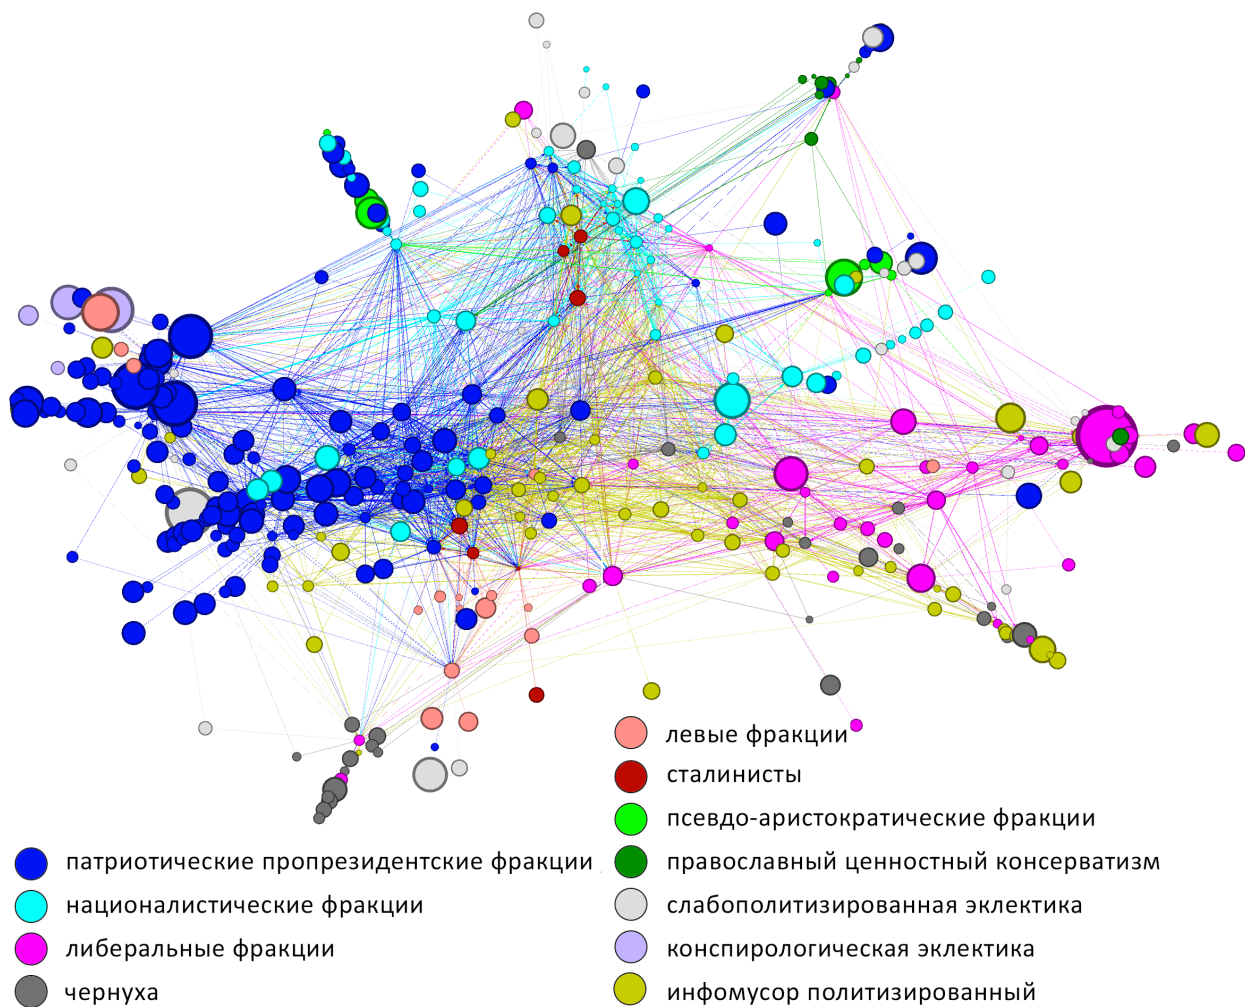 левые фракции
сталинисты
псевдо-аристократические фракции
патриотические пропрезидентские фракции
православный ценностный консерватизм
националистические фракции
слабополитизированная эклектика
либеральные фракции
конспирологическая эклектика
чернуха
инфомусор политизированный